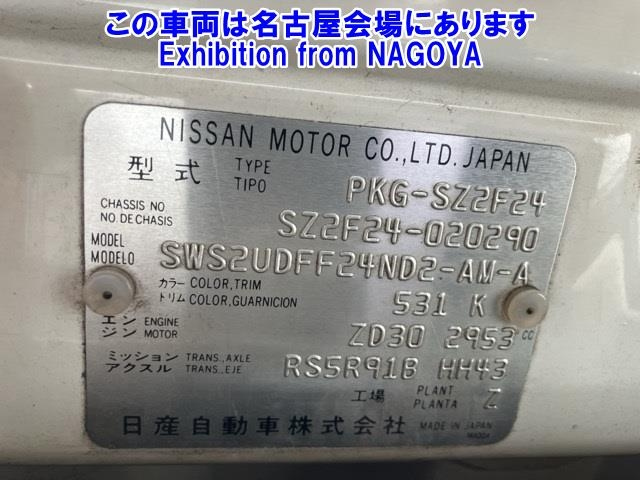 この車両は名古屋会場にあります
Exhibition from NAGOYA
NISSAN MOTOR CO.,LTD. JAPAN
型式 TYPE TIPO PKG-SZ2F24
CHASSIS NO NO DE CHASIS SZ2F24-020290
MODEL MODELO SWS2UDFF24ND2-AM-A
カラー COLOR,TRIM
トリム COLOR,GUARNICION 531 K
エンジン ENGINE MOTOR ZD30 2953 cc
ミッション TRANS.,AXLE
アクスル TRANS.,EJE RS5R91B HH43
工場 PLANT PLANTA Z
日産自動車株式会社 MADE IN JAPAN